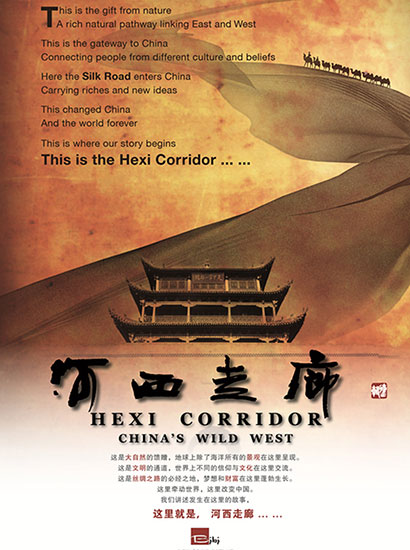 This is the gift from nature
A rich natural pathway linking East and West
This is the gateway to China
Connecting people from different culture and beliefs
Here the Silk Road enters China
Carrying riches and new ideas
This changed China
And the world forever
This is where our story begins
This is the Hexi Corridor ... ...
河西走廊
HEXI CORRIDOR
CHINA'S WILD WEST
这是大自然的馈赠，地球上除了海洋所有的景观在这里呈现。
这是文明的通道，世界上不同的信仰与文化在这里交流。
这是丝绸之路的必经之地，梦想和财富在这里蓬勃生长。
这里牵动世界，这里改变中国。
我们讲述发生在这里的故事，
这里就是，河西走廊 ... ...